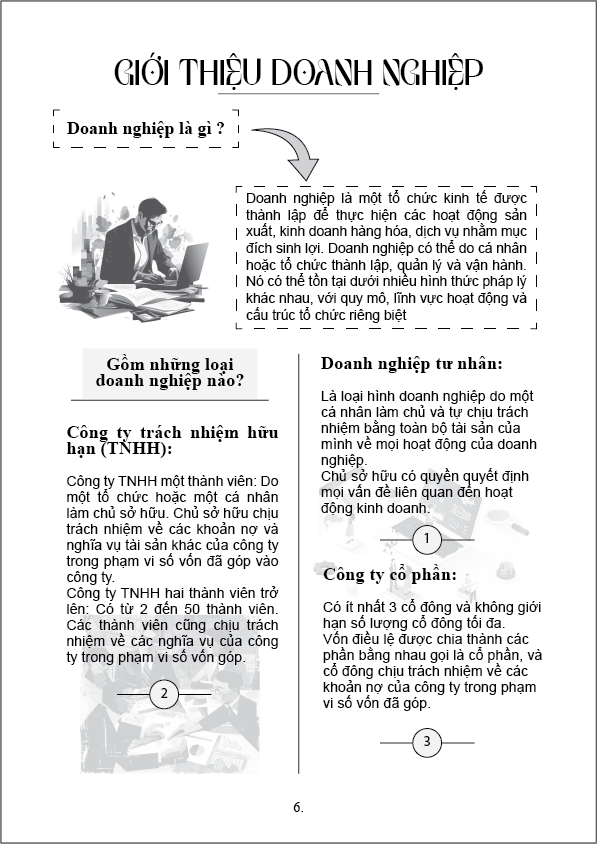 GIỚI THIỆU DOANH NGHIỆP
Doanh nghiệp là gì ?
Doanh nghiệp là một tổ chức kinh tế được
thành lập để thực hiện các hoạt động sản
xuất, kinh doanh hàng hóa, dịch vụ nhằm mục
đích sinh lợi. Doanh nghiệp có thể do cá nhân
hoặc tổ chức thành lập, quản lý và vận hành.
Nó có thể tồn tại dưới nhiều hình thức pháp lý
khác nhau, với quy mô, lĩnh vực hoạt động và
cấu trúc tổ chức riêng biệt
Gồm những loại
doanh nghiệp nào?
Công ty trách nhiệm hữu
hạn (TNHH):
Công ty TNHH một thành viên: Do
một tổ chức hoặc một cá nhân
làm chủ sở hữu. Chủ sở hữu chịu
trách nhiệm về các khoản nợ và
nghĩa vụ tài sản khác của công ty
trong phạm vi số vốn đã góp vào
công ty.
Công ty TNHH hai thành viên trở
lên: Có từ 2 đến 50 thành viên.
Các thành viên cũng chịu trách
nhiệm về các nghĩa vụ của công
ty trong phạm vi số vốn góp.
2
Doanh nghiệp tư nhân:
Là loại hình doanh nghiệp do một
cá nhân làm chủ và tự chịu trách
nhiệm bằng toàn bộ tài sản của
mình về mọi hoạt động của doanh
nghiệp.
Chủ sở hữu có quyền quyết định
mọi vấn đề liên quan đến hoạt
động kinh doanh.
1
Công ty cổ phần:
Có ít nhất 3 cổ đông và không giới
hạn số lượng cổ đông tối đa.
Vốn điều lệ được chia thành các
phần bằng nhau gọi là cổ phần, và
cổ đông chịu trách nhiệm về các
khoản nợ của công ty trong phạm
vi số vốn đã góp.
3
6.